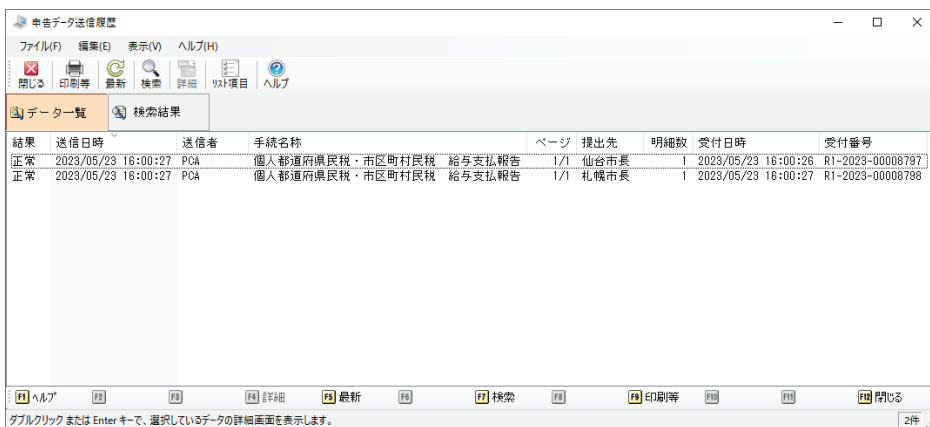 申告データ送信履歴
ファイル(F) 編集(E) 表示(V) ヘルプ(H)
閉じる 印刷等 最新 検索 詳細 リスト項目 ヘルプ
データ一覧 検索結果
結果 送信日時 送信者 手続名称 ページ 提出先 明細数 受付日時 受付番号
正常 2023/05/23 16:00:27 PCA 個人都道府県民税・市区町村民税 給与支払報告 1/1 仙台市長 1 2023/05/23 16:00:26 R1-2023-00008797
正常 2023/05/23 16:00:27 PCA 個人都道府県民税・市区町村民税 給与支払報告 1/1 札幌市長 1 2023/05/23 16:00:27 R1-2023-00008798
F1 ヘルプ F2 F3 F4 詳細 F5 最新 F6 F7 検索 F8 F9 印刷等 F10 F11 F12 閉じる
ダブルクリック または Enter キーで、選択しているデータの詳細画面を表示します。 2件